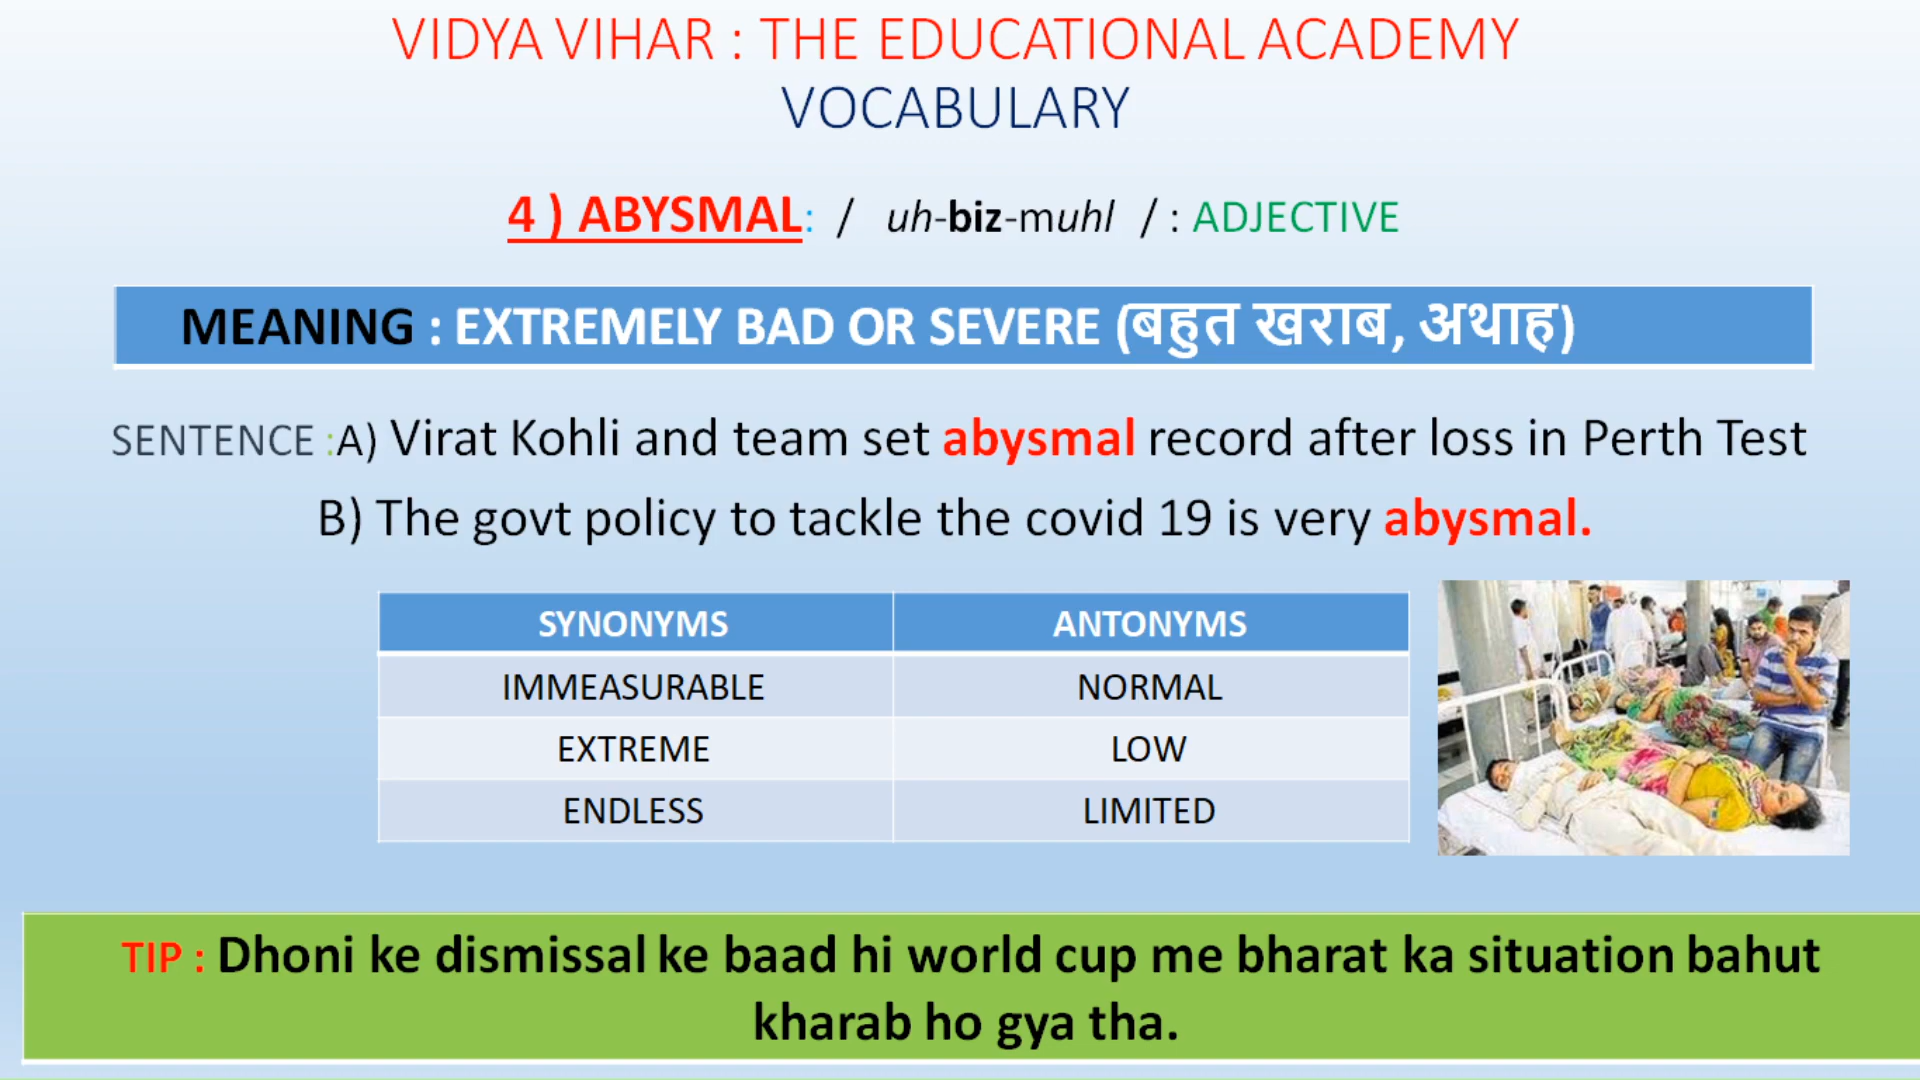 VIDYA VIHAR : THE EDUCATIONAL ACADEMY
VOCABULARY
4 ) ABYSMAL: / uh-biz-muhl / : ADJECTIVE
MEANING : EXTREMELY BAD OR SEVERE (बहुत खराब, अथाह)
SENTENCE :A) Virat Kohli and team set abysmal record after loss in Perth Test
B) The govt policy to tackle the covid 19 is very abysmal.
SYNONYMS ANTONYMS
IMMEASURABLE NORMAL
EXTREME LOW
ENDLESS LIMITED
TIP : Dhoni ke dismissal ke baad hi world cup me bharat ka situation bahut
kharab ho gya tha.